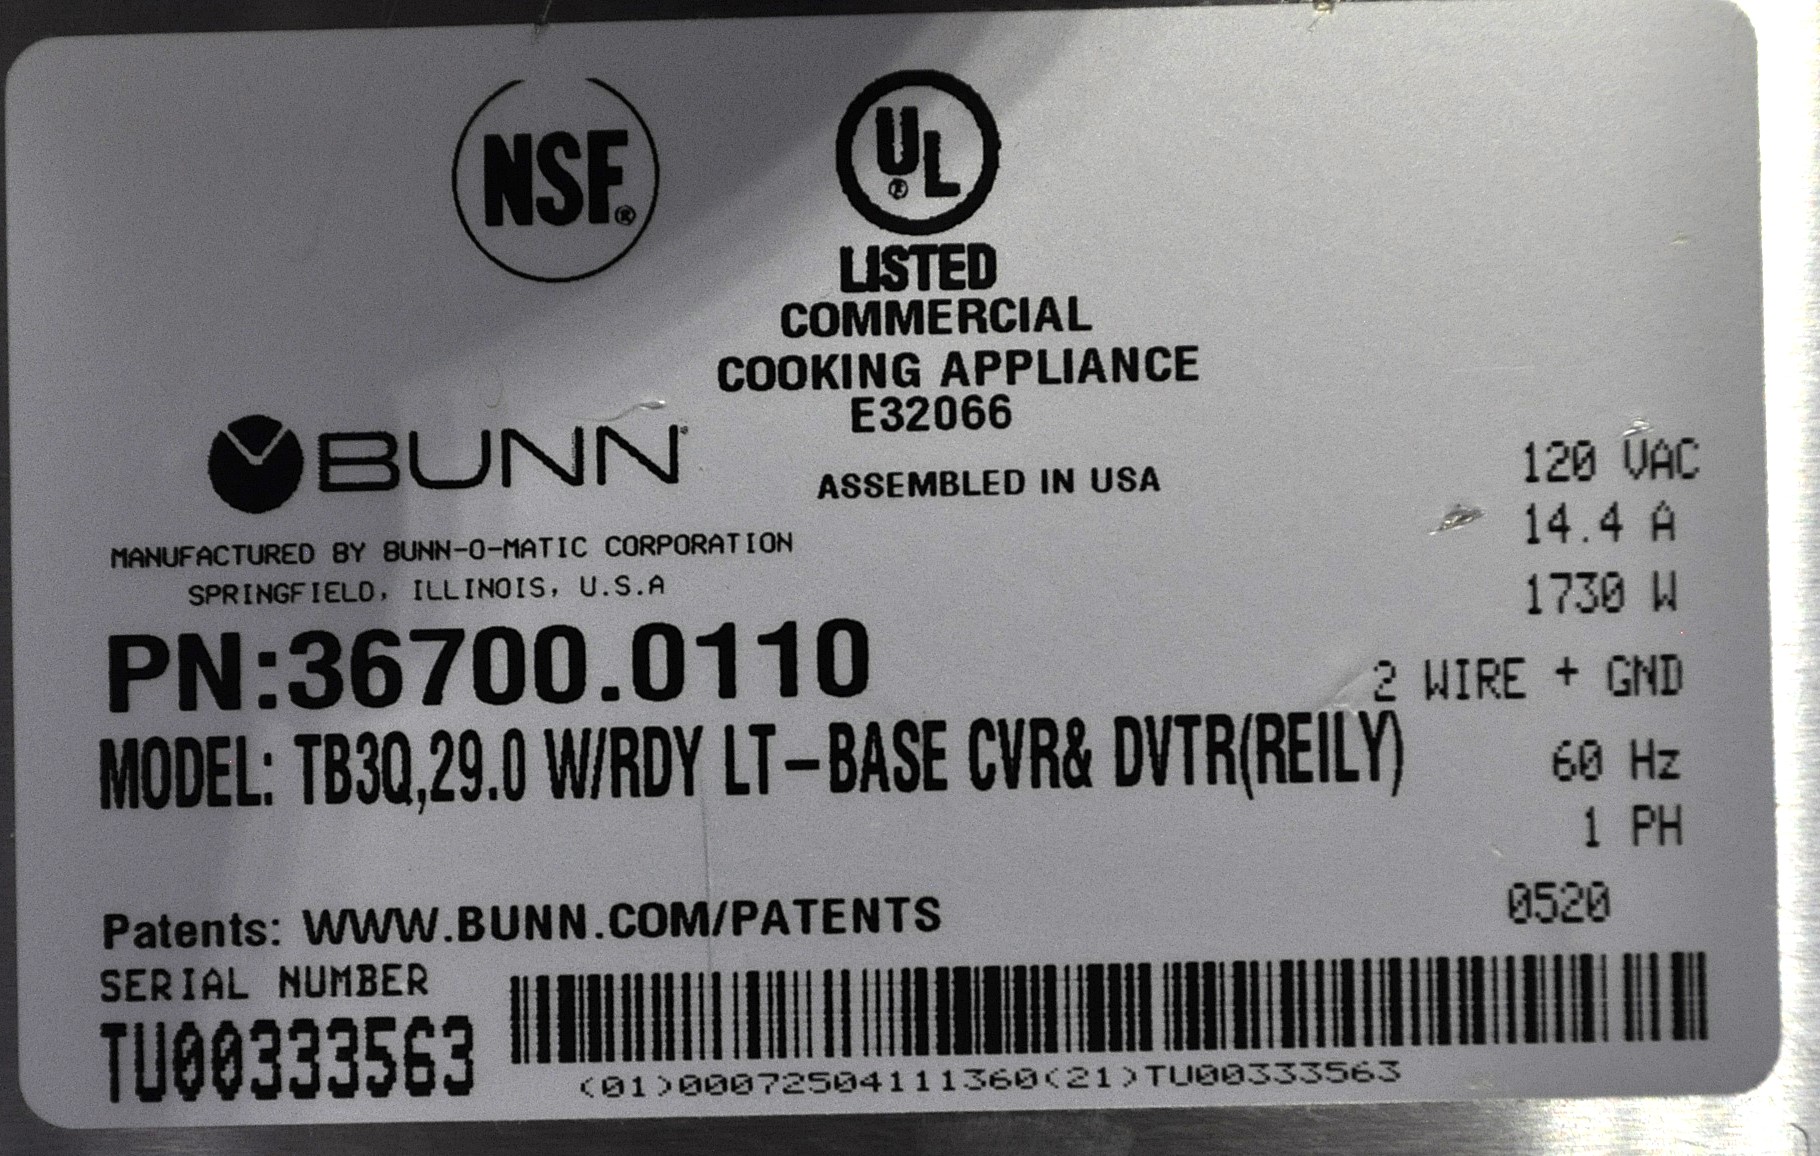 NSF®
UL®
LISTED
COMMERCIAL
COOKING APPLIANCE
E32066
BUNN®
ASSEMBLED IN USA
120 VAC
14.4 A
MANUFACTURED BY BUNN-O-MATIC CORPORATION
SPRINGFIELD, ILLINOIS, U.S.A
1730 W
PN:36700.0110
2 WIRE + GND
MODEL: TB3Q,29.0 W/RDY LT-BASE CVR& DVTR(REILY)
60 Hz
1 PH
Patents: WWW.BUNN.COM/PATENTS
0520
SERIAL NUMBER
TU00333563
(01)00072504111360(21)TU00333563